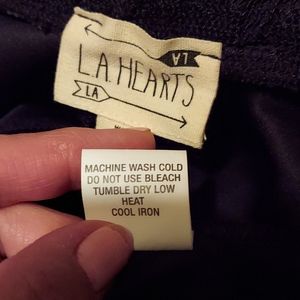 LA
L.A. HEARTS
LA
MACHINE WASH COLD
DO NOT USE BLEACH
TUMBLE DRY LOW
HEAT
COOL IRON